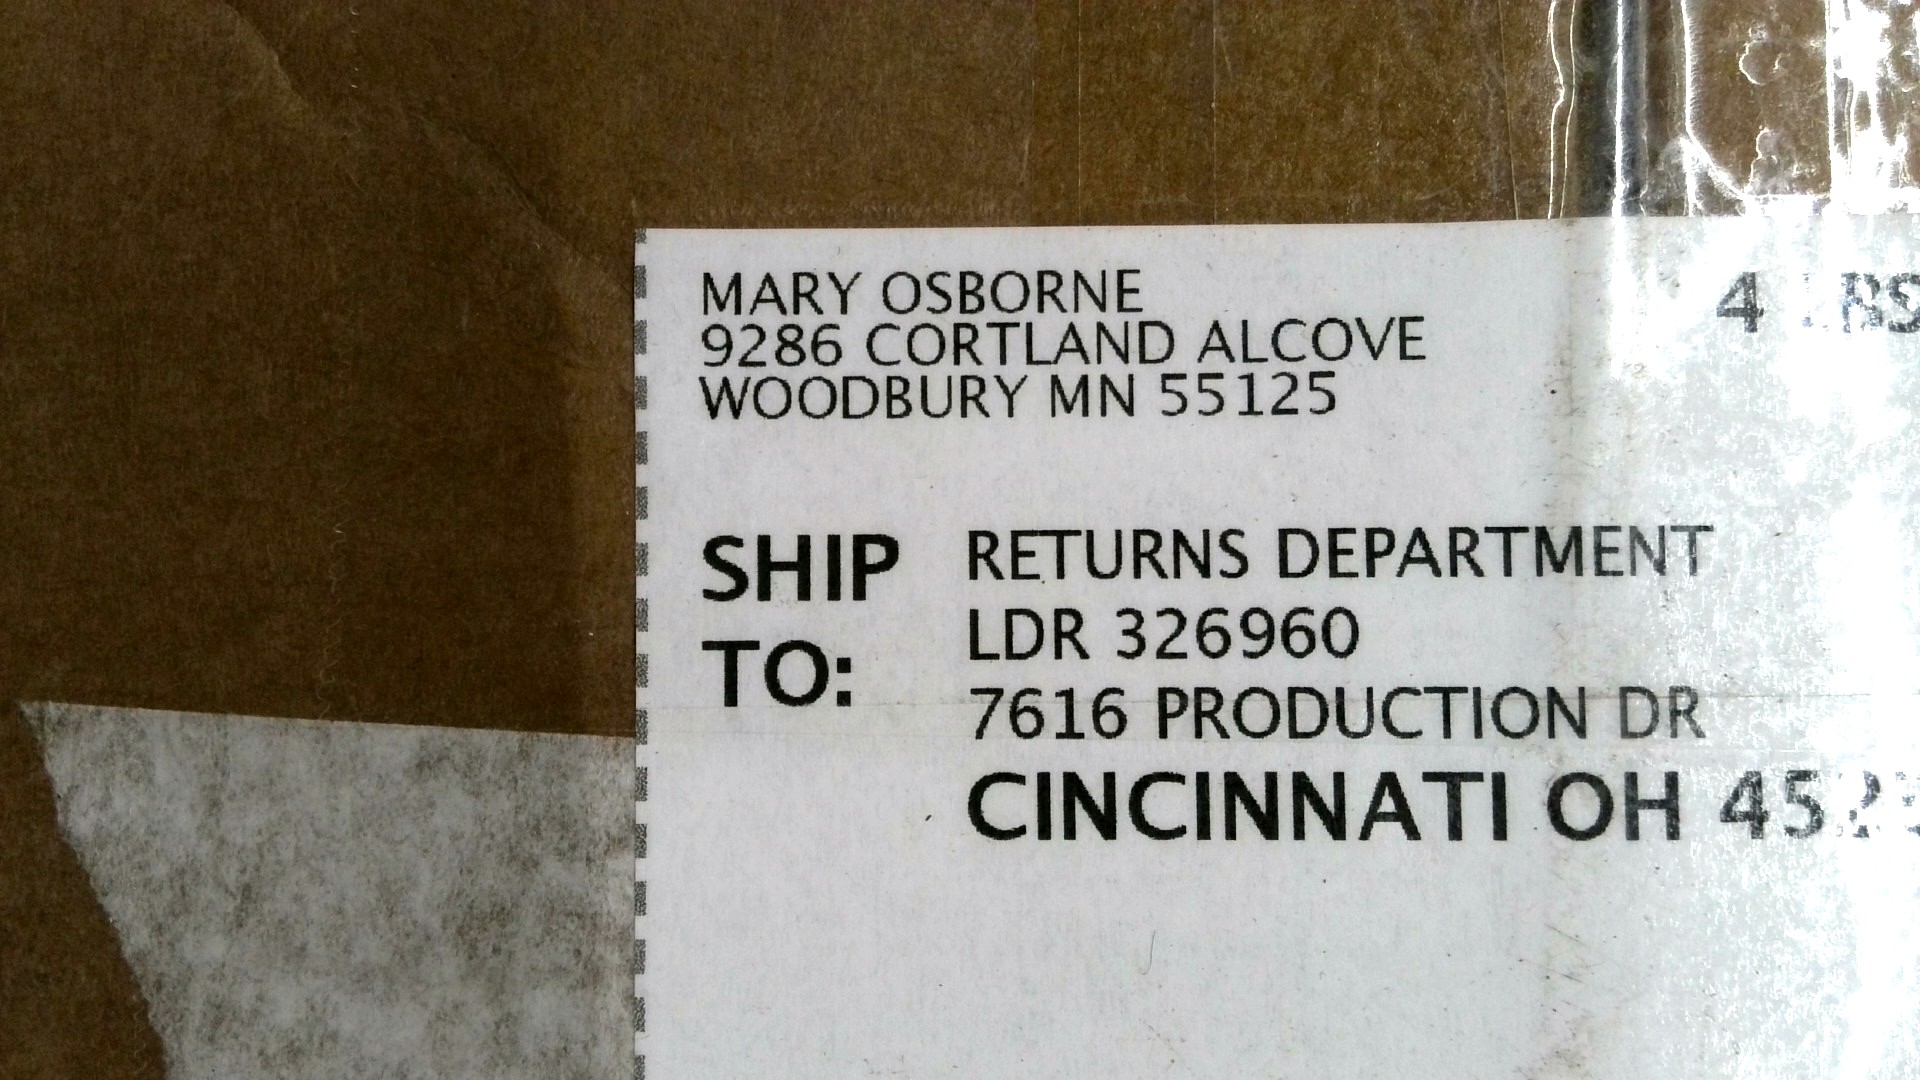 MARY OSBORNE
9286 CORTLAND ALCOVE
WOODBURY MN 55125
4 LBS
SHIP TO:
RETURNS DEPARTMENT
LDR 326960
7616 PRODUCTION DR
CINCINNATI OH